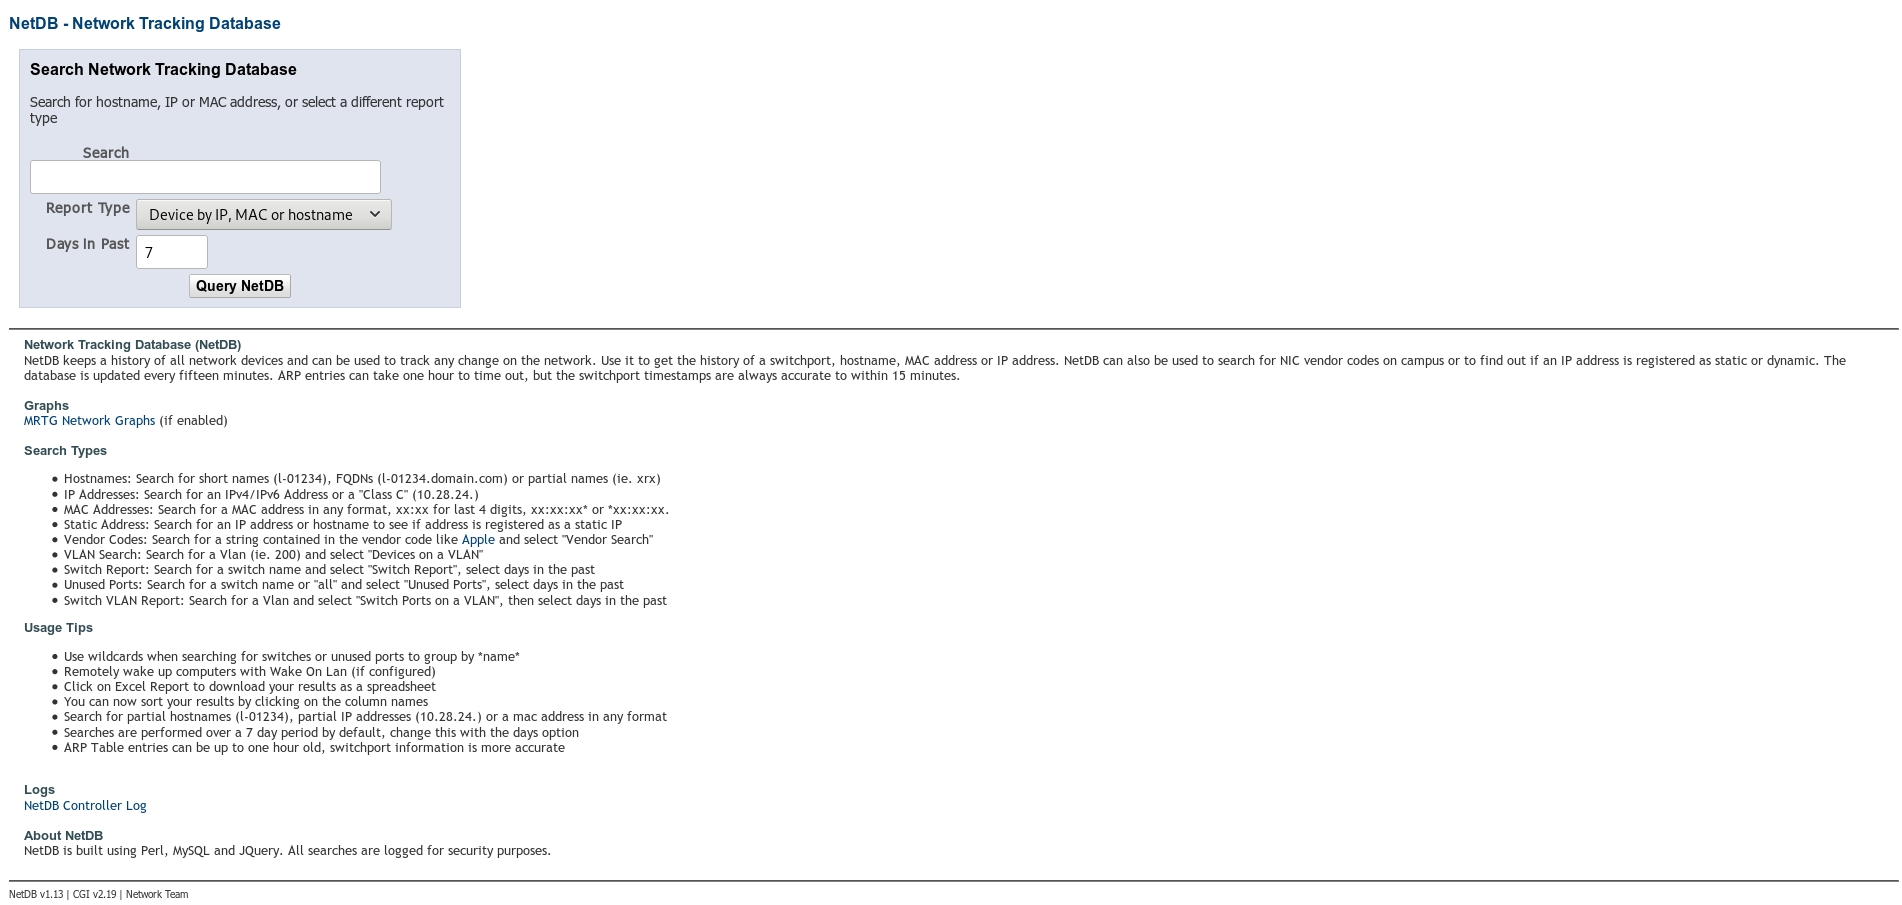 NetDB - Network Tracking Database
Search Network Tracking Database
Search for hostname, IP or MAC address, or select a different report
type
Search
Report Type Device by IP, MAC or hostname
Days In Past 7
Query NetDB
Network Tracking Database (NetDB)
NetDB keeps a history of all network devices and can be used to track any change on the network. Use it to get the history of a switchport, hostname, MAC address or IP address. NetDB can also be used to search for NIC vendor codes on campus or to find out if an IP address is registered as static or dynamic. The
database is updated every fifteen minutes. ARP entries can take one hour to time out, but the switchport timestamps are always accurate to within 15 minutes.
Graphs
MRTG Network Graphs (if enabled)
Search Types
• Hostnames: Search for short names (l-01234), FQDNs (l-01234.domain.com) or partial names (ie. xrx)
• IP Addresses: Search for an IPv4/IPv6 Address or a "Class C" (10.28.24.)
• MAC Addresses: Search for a MAC address in any format, xx:xx for last 4 digits, xx:xx:xx* or *xx:xx:xx.
• Static Address: Search for an IP address or hostname to see if address is registered as a static IP
• Vendor Codes: Search for a string contained in the vendor code like Apple and select "Vendor Search"
• VLAN Search: Search for a Vlan (ie. 200) and select "Devices on a VLAN"
• Switch Report: Search for a switch name and select "Switch Report", select days in the past
• Unused Ports: Search for a switch name or "all" and select "Unused Ports", select days in the past
• Switch VLAN Report: Search for a Vlan and select "Switch Ports on a VLAN", then select days in the past
Usage Tips
• Use wildcards when searching for switches or unused ports to group by *name*
• Remotely wake up computers with Wake On Lan (if configured)
• Click on Excel Report to download your results as a spreadsheet
• You can now sort your results by clicking on the column names
• Search for partial hostnames (l-01234), partial IP addresses (10.28.24.) or a mac address in any format
• Searches are performed over a 7 day period by default, change this with the days option
• ARP Table entries can be up to one hour old, switchport information is more accurate
Logs
NetDB Controller Log
About NetDB
NetDB is built using Perl, MySQL and JQuery. All searches are logged for security purposes.
NetDB v1.13 | CGI v2.19 | Network Team